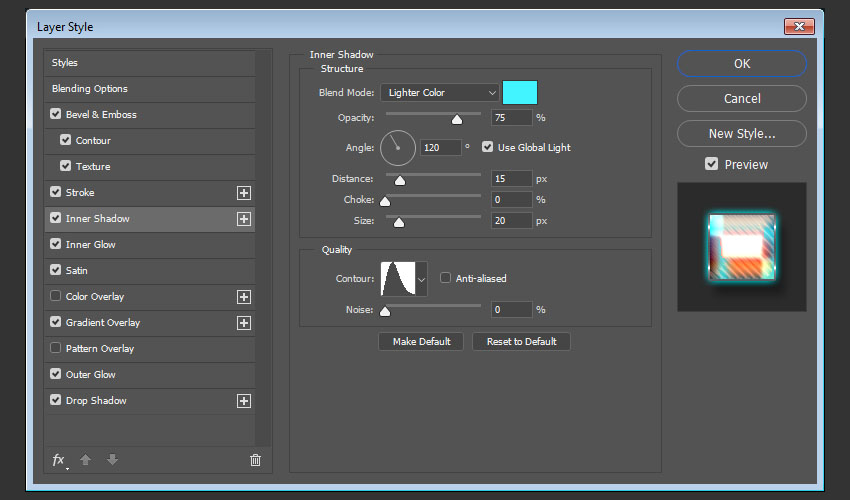 Layer Style
Styles
Blending Options
Bevel & Emboss
Contour
Texture
Stroke
Inner Shadow
Inner Glow
Satin
Color Overlay
Gradient Overlay
Pattern Overlay
Outer Glow
Drop Shadow
fx
Inner Shadow
Structure
Blend Mode: Lighter Color
Opacity: 75 %
Angle: 120 ° Use Global Light
Distance: 15 px
Choke: 0 %
Size: 20 px
Quality
Contour: Anti-aliased
Noise: 0 %
Make Default Reset to Default
OK
Cancel
New Style...
Preview